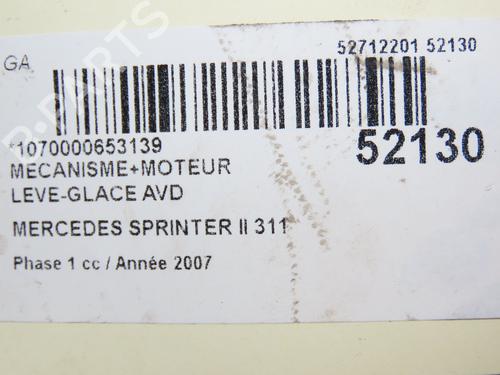 GA
52712201 52130
*1070000653139
52130
MECANISME+MOTEUR
LEVE-GLACE AVD
MERCEDES SPRINTER II 311
Phase 1 cc / Année 2007
B-PARTS